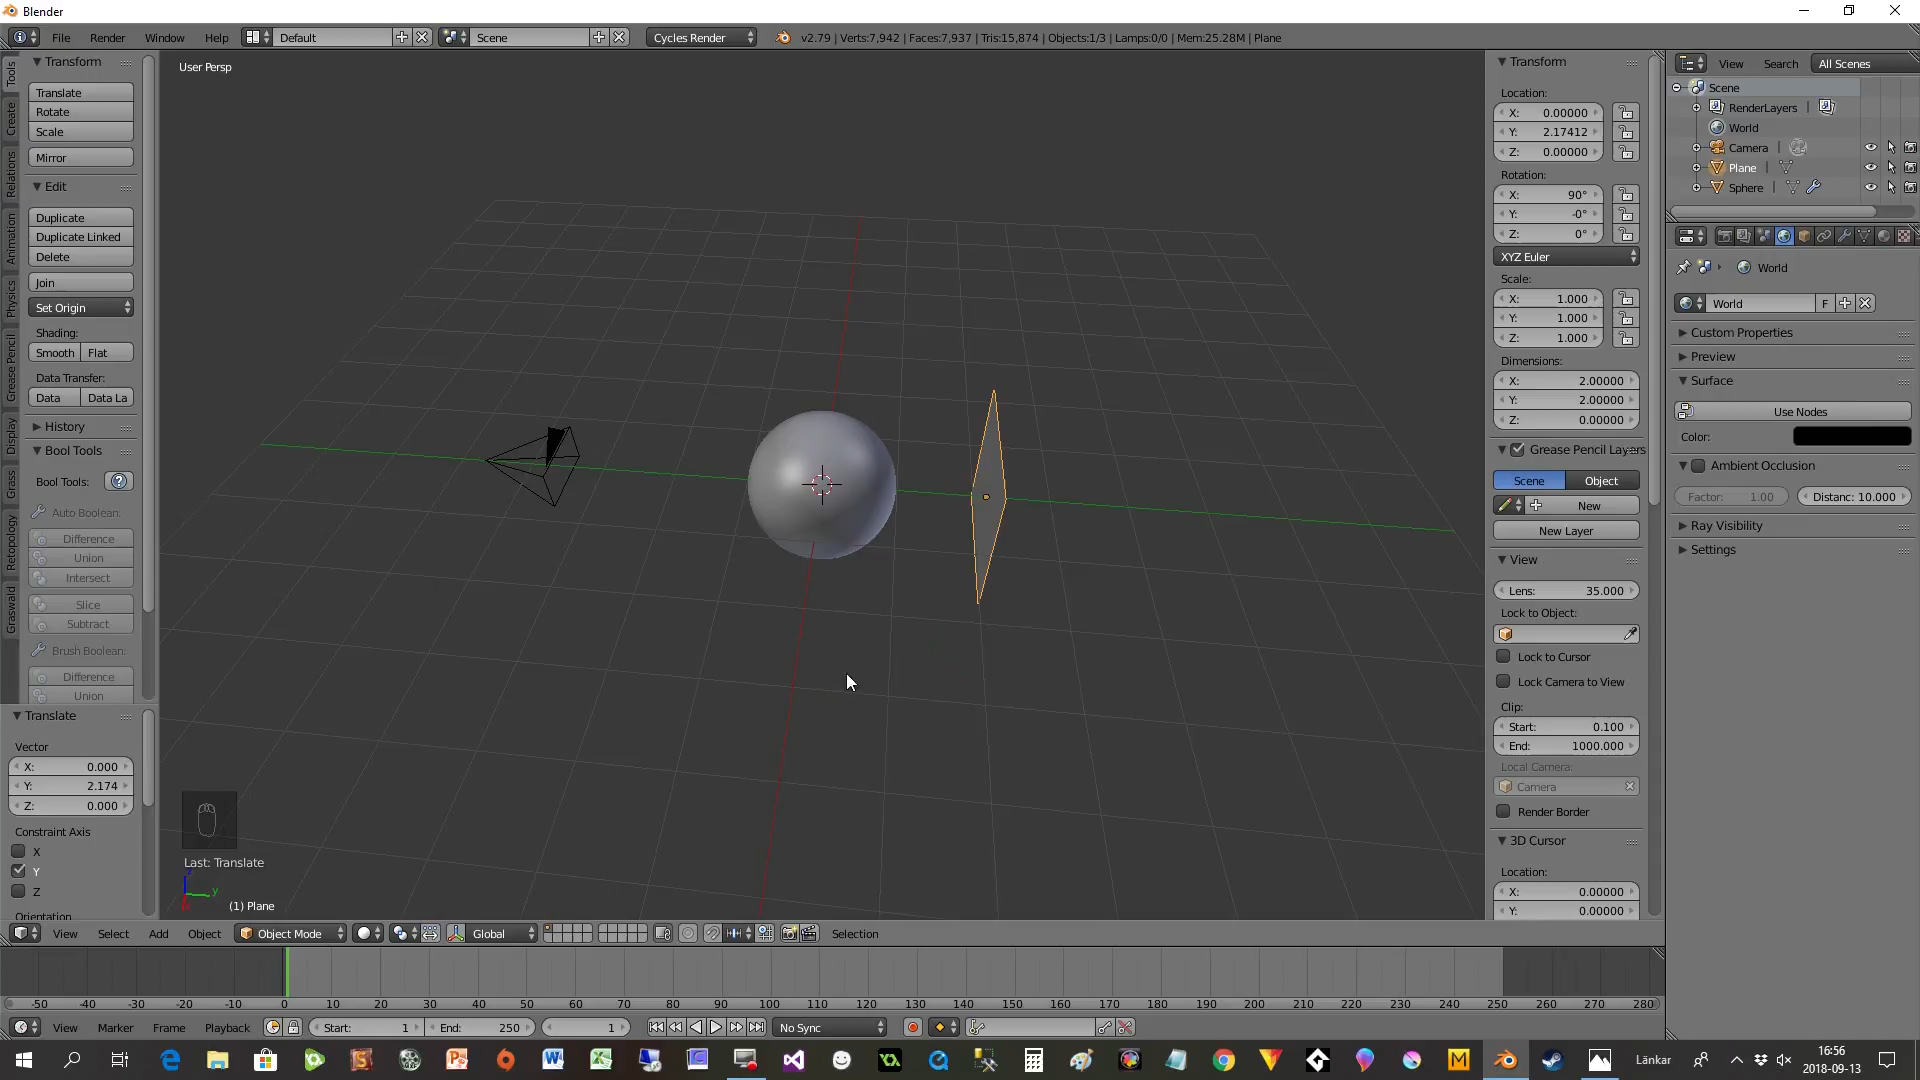 Blender
File Render Window Help Default Scene Cycles Render v2.79 | Verts:7,942 | Faces:7,937 | Tris:15,874 | Objects:1/3 | Lamps:0/0 | Mem:25.28M | Plane
Tools
Create
Relations
Animation
Physics
Grease Pencil
Display
Grass
Retopology
Graswald
Transform
Translate
Rotate
Scale
Mirror
Edit
Duplicate
Duplicate Linked
Delete
Join
Set Origin
Shading:
Smooth Flat
Data Transfer:
Data Data La
History
Bool Tools
Bool Tools:
Auto Boolean:
Difference
Union
Intersect
Slice
Subtract
Brush Boolean:
Difference
Union
Translate
Vector
X: 0.000
Y: 2.174
Z: 0.000
Constraint Axis
X
Y
Z
Orientation
User Persp
Last: Translate
z
y
(1) Plane
Transform
Location:
X: 0.00000
Y: 2.17412
Z: 0.00000
Rotation:
X: 90°
Y: -0°
Z: 0°
XYZ Euler
Scale:
X: 1.000
Y: 1.000
Z: 1.000
Dimensions:
X: 2.00000
Y: 2.00000
Z: 0.00000
Grease Pencil Layers
Scene Object
New
New Layer
View
Lens: 35.000
Lock to Object:
Lock to Cursor
Lock Camera to View
Clip:
Start: 0.100
End: 1000.000
Local Camera:
Camera
Render Border
3D Cursor
Location:
X: 0.00000
Y: 0.00000
View Search All Scenes
Scene
RenderLayers
World
Camera
Plane
Sphere
World
World F
Custom Properties
Preview
Surface
Use Nodes
Color:
Ambient Occlusion
Factor: 1.00 Distanc: 10.000
Ray Visibility
Settings
View Select Add Object Object Mode Global Selection
-50 -40 -30 -20 -10 0 10 20 30 40 50 60 70 80 90 100 110 120 130 140 150 160 170 180 190 200 210 220 230 240 250 260 270 280
View Marker Frame Playback Start: 1 End: 250 1 No Sync
Länkar
16:56
2018-09-13